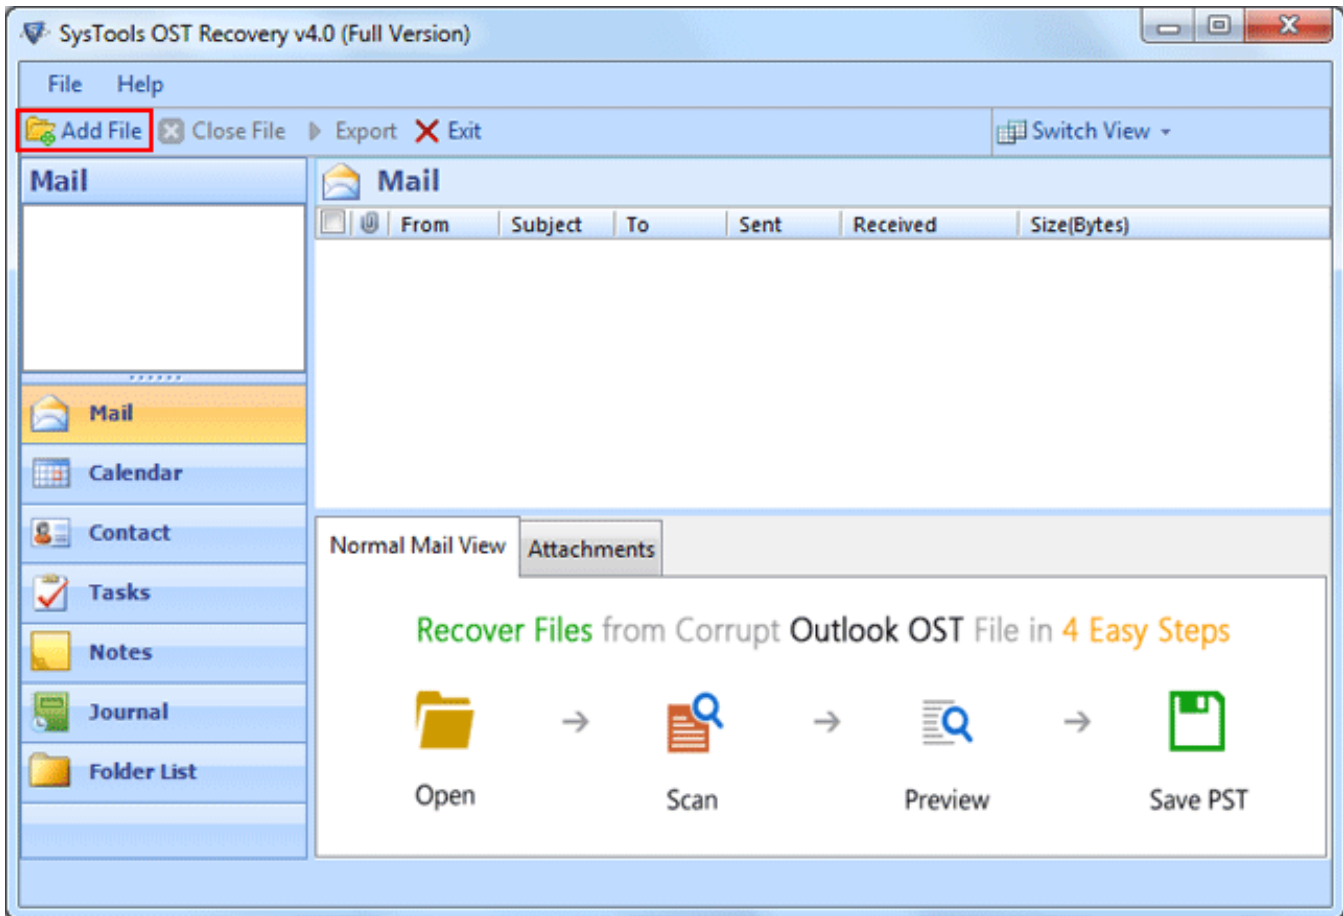 SysTools OST Recovery v4.0 (Full Version)
File Help
Add File Close File Export Exit Switch View
Mail
Mail
From Subject To Sent Received Size(Bytes)
Mail
Calendar
Contact
Tasks
Notes
Journal
Folder List
Normal Mail View Attachments
Recover Files from Corrupt Outlook OST File in 4 Easy Steps
Open Scan Preview Save PST